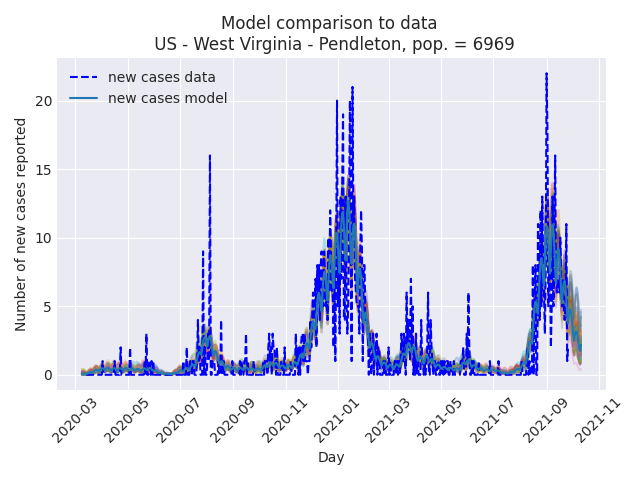 Model comparison to data
US - West Virginia - Pendleton, pop. = 6969
new cases data
new cases model
Number of new cases reported
20
15
10
5
0
2020-03
2020-05
2020-07
2020-09
2020-11
2021-01
2021-03
2021-05
2021-07
2021-09
2021-11
Day